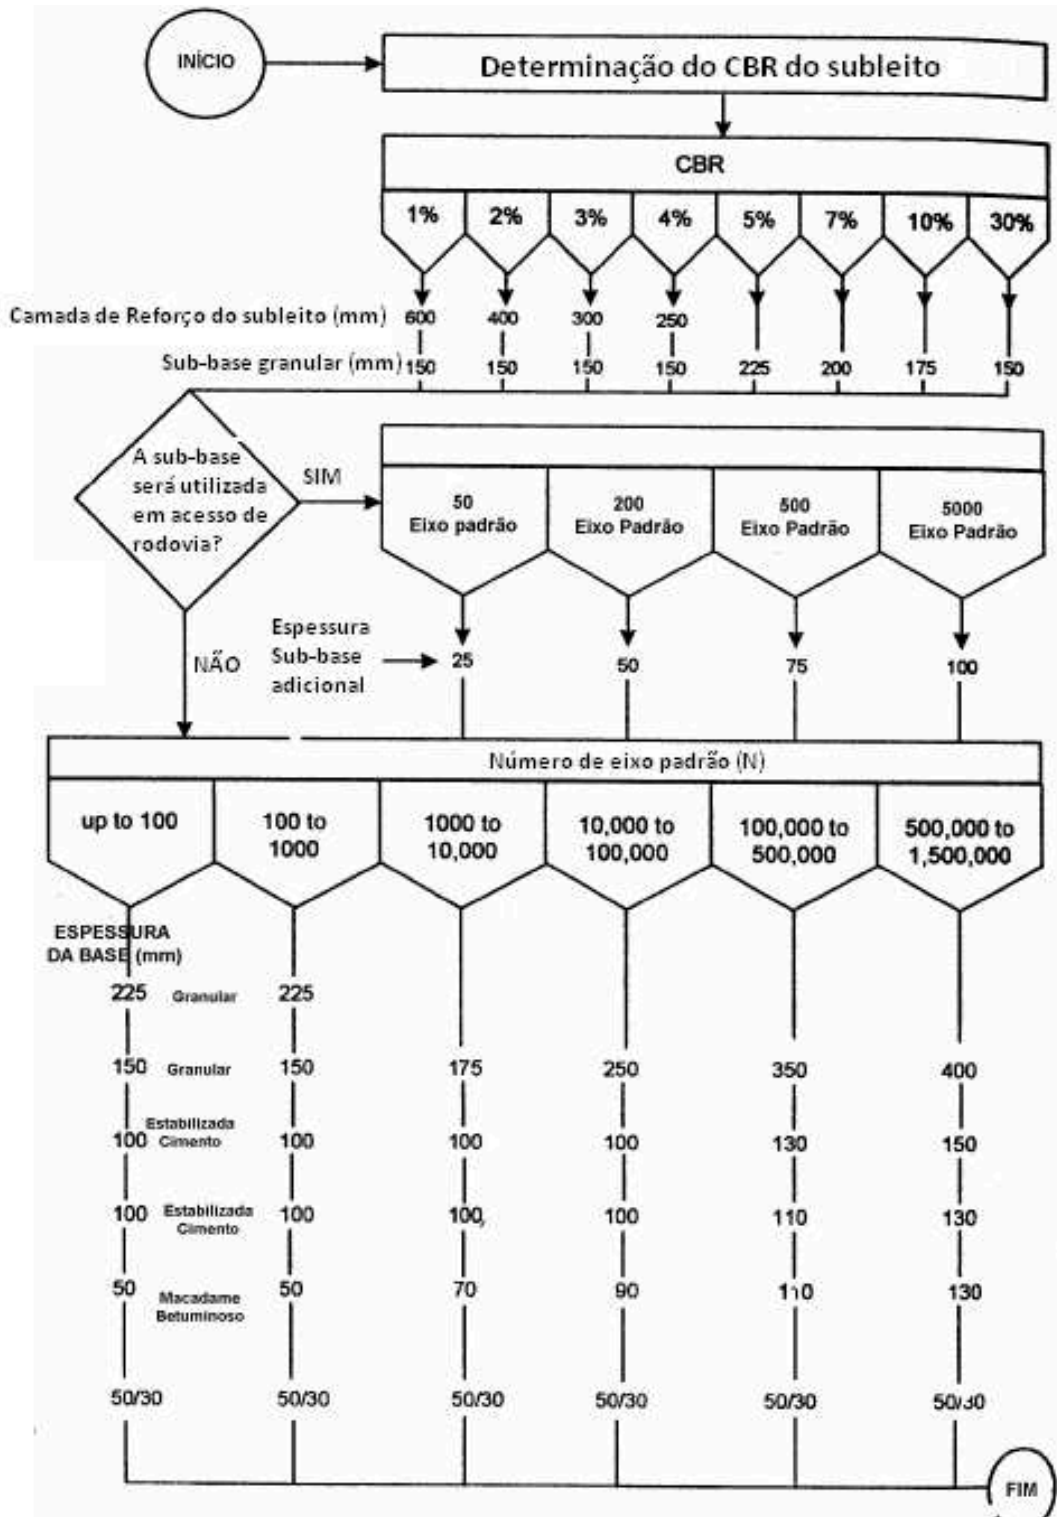 INÍCIO
Determinação do CBR do subleito
CBR
1% 2% 3% 4% 5% 7% 10% 30%
Camada de Reforço do subleito (mm) 600 400 300 250
Sub-base granular (mm) 150 150 150 150 225 200 175 150
A sub-base
será utilizada
em acesso de
rodovia?
SIM
50
Eixo padrão
200
Eixo Padrão
500
Eixo Padrão
5000
Eixo Padrão
NÃO
Espessura
Sub-base
adicional
25 50 75 100
Número de eixo padrão (N)
up to 100
100 to
1000
1000 to
10,000
10,000 to
100,000
100,000 to
500,000
500,000 to
1,500,000
ESPESSURA
DA BASE (mm)
225 Granular 225
150 Granular 150 175 250 350 400
Estabilizada
100 Cimento 100 100 100 130 150
100 Estabilizada 100 100, 100 110 130
Cimento
50 Macadame 50 70 90 110 130
Betuminoso
50/30 50/30 50/30 50/30 50/30 50/30
FIM